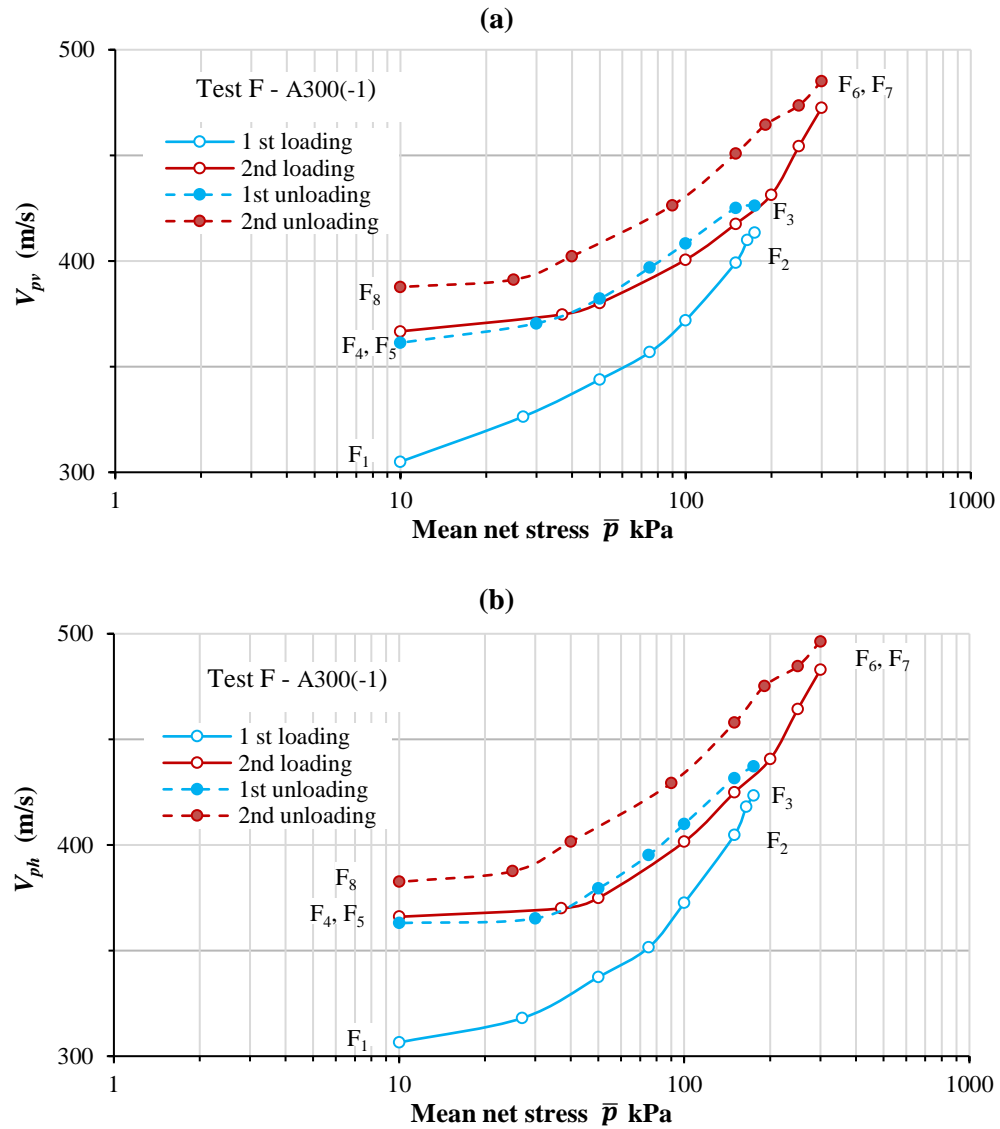 (a)
500
Test F - A300(-1)
F₆, F₇
1 st loading
2nd loading
1st unloading
2nd unloading
F₃
F₂
400
V_pv (m/s)
F₈
F₄, F₅
F₁
300
1 10 100 1000
Mean net stress p̅ kPa
(b)
500
Test F - A300(-1)
F₆, F₇
1 st loading
2nd loading
1st unloading
2nd unloading
F₃
F₂
400
V_ph (m/s)
F₈
F₄, F₅
F₁
300
1 10 100 1000
Mean net stress p̅ kPa